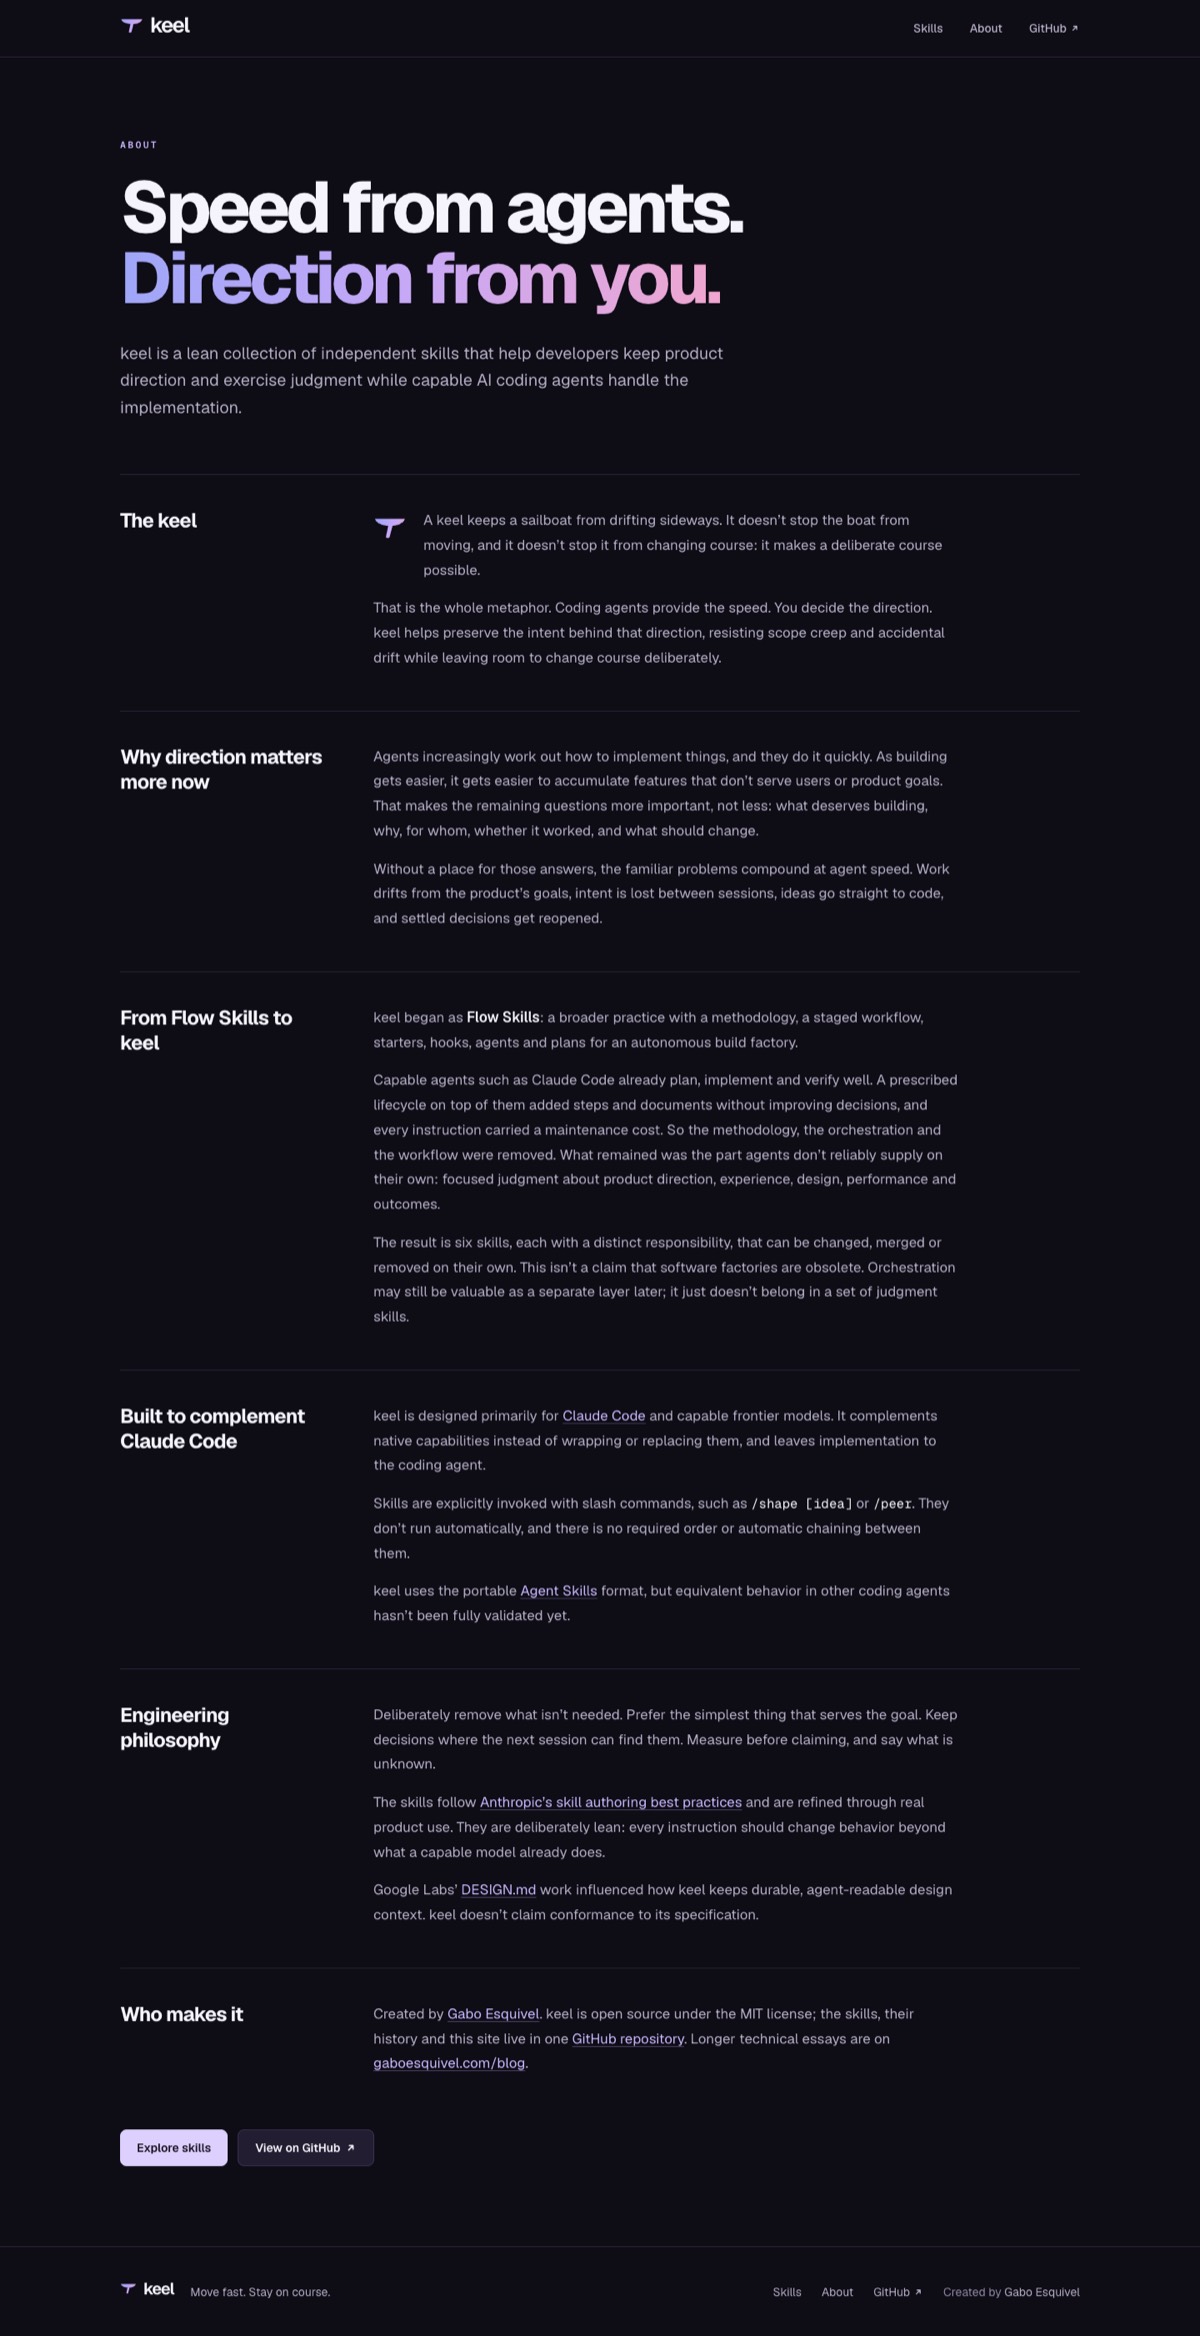 keel
Skills
About
GitHub ↗
ABOUT
Speed from agents.
Direction from you.
keel is a lean collection of independent skills that help developers keep product
direction and exercise judgment while capable AI coding agents handle the
implementation.
The keel
A keel keeps a sailboat from drifting sideways. It doesn’t stop the boat from
moving, and it doesn’t stop it from changing course: it makes a deliberate course
possible.
That is the whole metaphor. Coding agents provide the speed. You decide the direction.
keel helps preserve the intent behind that direction, resisting scope creep and accidental
drift while leaving room to change course deliberately.
Why direction matters
more now
Agents increasingly work out how to implement things, and they do it quickly. As building
gets easier, it gets easier to accumulate features that don’t serve users or product goals.
That makes the remaining questions more important, not less: what deserves building,
why, for whom, whether it worked, and what should change.
Without a place for those answers, the familiar problems compound at agent speed. Work
drifts from the product’s goals, intent is lost between sessions, ideas go straight to code,
and settled decisions get reopened.
From Flow Skills to
keel
keel began as Flow Skills: a broader practice with a methodology, a staged workflow,
starters, hooks, agents and plans for an autonomous build factory.
Capable agents such as Claude Code already plan, implement and verify well. A prescribed
lifecycle on top of them added steps and documents without improving decisions, and
every instruction carried a maintenance cost. So the methodology, the orchestration and
the workflow were removed. What remained was the part agents don’t reliably supply on
their own: focused judgment about product direction, experience, design, performance and
outcomes.
The result is six skills, each with a distinct responsibility, that can be changed, merged or
removed on their own. This isn’t a claim that software factories are obsolete. Orchestration
may still be valuable as a separate layer later; it just doesn’t belong in a set of judgment
skills.
Built to complement
Claude Code
keel is designed primarily for Claude Code and capable frontier models. It complements
native capabilities instead of wrapping or replacing them, and leaves implementation to
the coding agent.
Skills are explicitly invoked with slash commands, such as /shape [idea] or /peer. They
don’t run automatically, and there is no required order or automatic chaining between
them.
keel uses the portable Agent Skills format, but equivalent behavior in other coding agents
hasn’t been fully validated yet.
Engineering
philosophy
Deliberately remove what isn’t needed. Prefer the simplest thing that serves the goal. Keep
decisions where the next session can find them. Measure before claiming, and say what is
unknown.
The skills follow Anthropic’s skill authoring best practices and are refined through real
product use. They are deliberately lean: every instruction should change behavior beyond
what a capable model already does.
Google Labs’ DESIGN.md work influenced how keel keeps durable, agent-readable design
context. keel doesn’t claim conformance to its specification.
Who makes it
Created by Gabo Esquivel. keel is open source under the MIT license; the skills, their
history and this site live in one GitHub repository. Longer technical essays are on
gaboesquivel.com/blog.
Explore skills
View on GitHub ↗
keel
Move fast. Stay on course.
Skills
About
GitHub ↗
Created by Gabo Esquivel